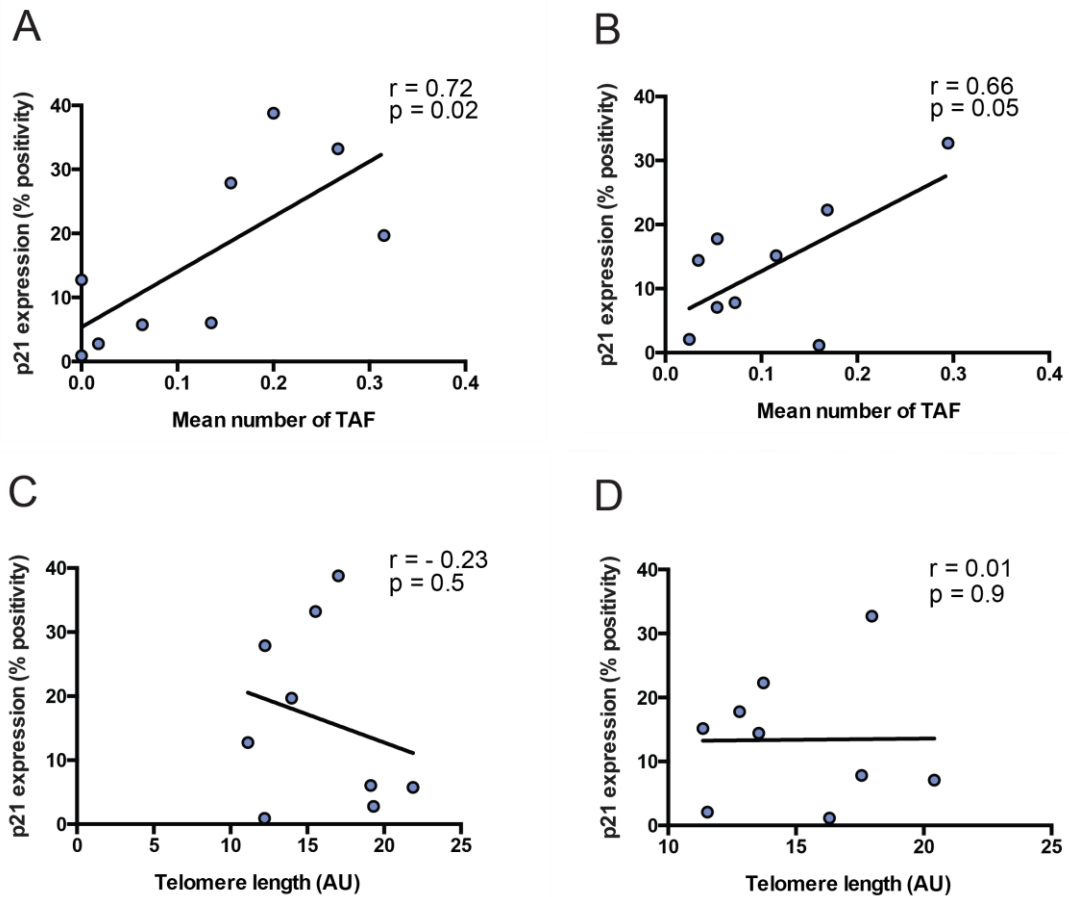 A
r = 0.72
p = 0.02
p21 expression (% positivity)
40
30
20
10
0
0.0 0.1 0.2 0.3 0.4
Mean number of TAF
B
r = 0.66
p = 0.05
p21 expression (% positivity)
40
30
20
10
0
0.0 0.1 0.2 0.3 0.4
Mean number of TAF
C
r = - 0.23
p = 0.5
p21 expression (% positivity)
40
30
20
10
0
0 5 10 15 20 25
Telomere length (AU)
D
r = 0.01
p = 0.9
p21 expression (% positivity)
40
30
20
10
0
10 15 20 25
Telomere length (AU)